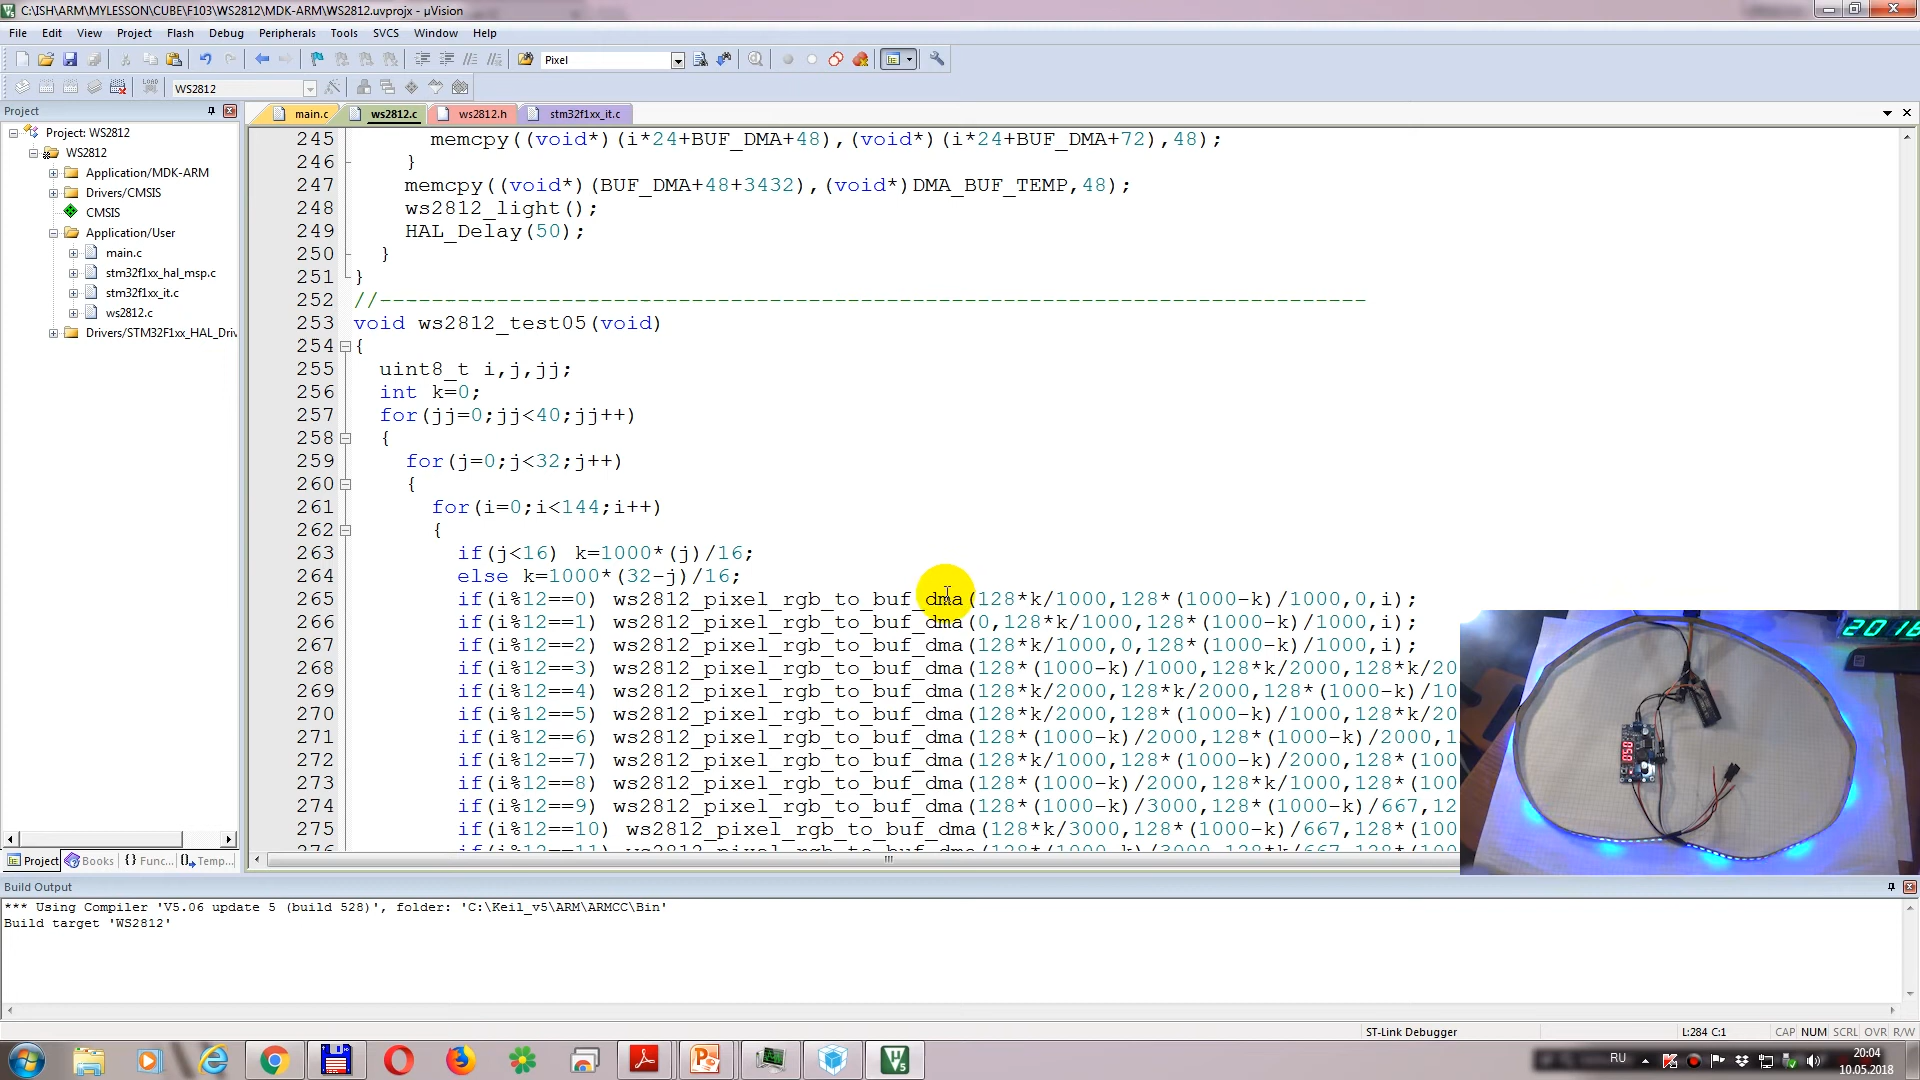 C:\ISH\ARM\MYLESSON\CUBE\F103\WS2812\MDK-ARM\WS2812.uvprojx - µVision
File Edit View Project Flash Debug Peripherals Tools SVCS Window Help
Pixel
LOAD WS2812
Project
main.c ws2812.c ws2812.h stm32f1xx_it.c
Project: WS2812
WS2812
Application/MDK-ARM
Drivers/CMSIS
CMSIS
Application/User
main.c
stm32f1xx_hal_msp.c
stm32f1xx_it.c
ws2812.c
Drivers/STM32F1xx_HAL_Driv
245 memcpy((void*)(i*24+BUF_DMA+48),(void*)(i*24+BUF_DMA+72),48);
246 }
247 memcpy((void*)(BUF_DMA+48+3432),(void*)DMA_BUF_TEMP,48);
248 ws2812_light();
249 HAL_Delay(50);
250 }
251 }
252 //----------------------------------------------------------------------------
253 void ws2812_test05(void)
254 {
255 uint8_t i,j,jj;
256 int k=0;
257 for(jj=0;jj<40;jj++)
258 {
259 for(j=0;j<32;j++)
260 {
261 for(i=0;i<144;i++)
262 {
263 if(j<16) k=1000*(j)/16;
264 else k=1000*(32-j)/16;
265 if(i%12==0) ws2812_pixel_rgb_to_buf_dma(128*k/1000,128*(1000-k)/1000,0,i);
266 if(i%12==1) ws2812_pixel_rgb_to_buf_dma(0,128*k/1000,128*(1000-k)/1000,i);
267 if(i%12==2) ws2812_pixel_rgb_to_buf_dma(128*k/1000,0,128*(1000-k)/1000,i);
268 if(i%12==3) ws2812_pixel_rgb_to_buf_dma(128*(1000-k)/1000,128*k/2000,128*k/20
269 if(i%12==4) ws2812_pixel_rgb_to_buf_dma(128*k/2000,128*k/2000,128*(1000-k)/10
270 if(i%12==5) ws2812_pixel_rgb_to_buf_dma(128*k/2000,128*(1000-k)/1000,128*k/20
271 if(i%12==6) ws2812_pixel_rgb_to_buf_dma(128*(1000-k)/2000,128*(1000-k)/2000,1
272 if(i%12==7) ws2812_pixel_rgb_to_buf_dma(128*k/1000,128*(1000-k)/2000,128*(100
273 if(i%12==8) ws2812_pixel_rgb_to_buf_dma(128*(1000-k)/2000,128*k/1000,128*(100
274 if(i%12==9) ws2812_pixel_rgb_to_buf_dma(128*(1000-k)/3000,128*(1000-k)/667,12
275 if(i%12==10) ws2812_pixel_rgb_to_buf_dma(128*k/3000,128*(1000-k)/667,128*(100
276 if(i%12==11) ws2812_pixel_rgb_to_buf_dma(128*(1000-k)/3000,128*k/667,128*(100
2018
Project Books {} Func... Temp...
Build Output
*** Using Compiler 'V5.06 update 5 (build 528)', folder: 'C:\Keil_v5\ARM\ARMCC\Bin'
Build target 'WS2812'
ST-Link Debugger L:284 C:1 CAP NUM SCRL OVR R/W
RU
20:04
10.05.2018